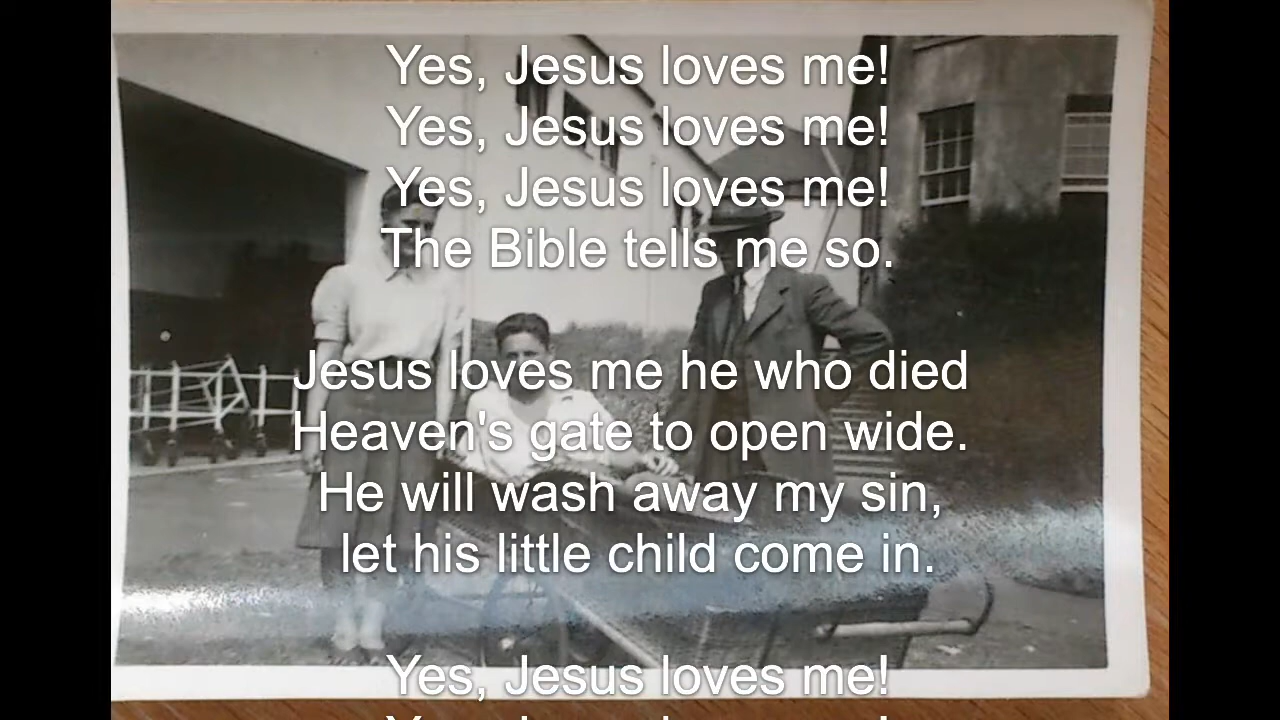 Yes, Jesus loves me!
Yes, Jesus loves me!
Yes, Jesus loves me!
The Bible tells me so.
Jesus loves me he who died
Heaven's gate to open wide.
He will wash away my sin,
let his little child come in.
Yes, Jesus loves me!